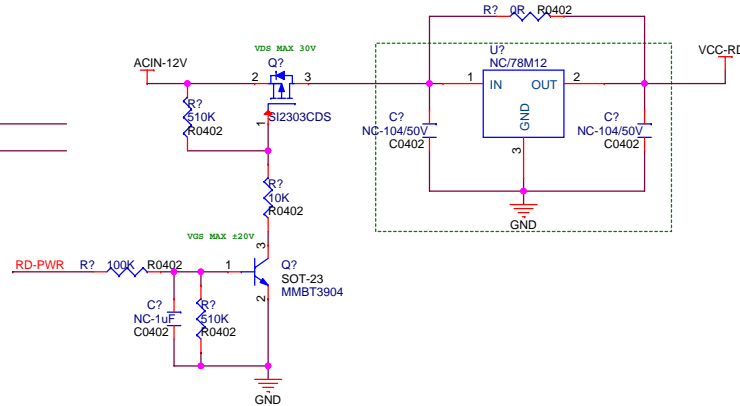 R? 0R R0402
VDS MAX 30V
U?
NC/78M12
VCC-RD
ACIN-12V
Q?
2
3
1
IN
OUT
2
R?
510K
R0402
1
SI2303CDS
C?
NC-104/50V
C0402
GND
3
C?
NC-104/50V
C0402
R?
10K
R0402
GND
VGS MAX ±20V
3
RD-PWR R? 100K R0402
1
Q?
SOT-23
MMBT3904
2
C?
NC-1uF
C0402
R?
510K
R0402
GND